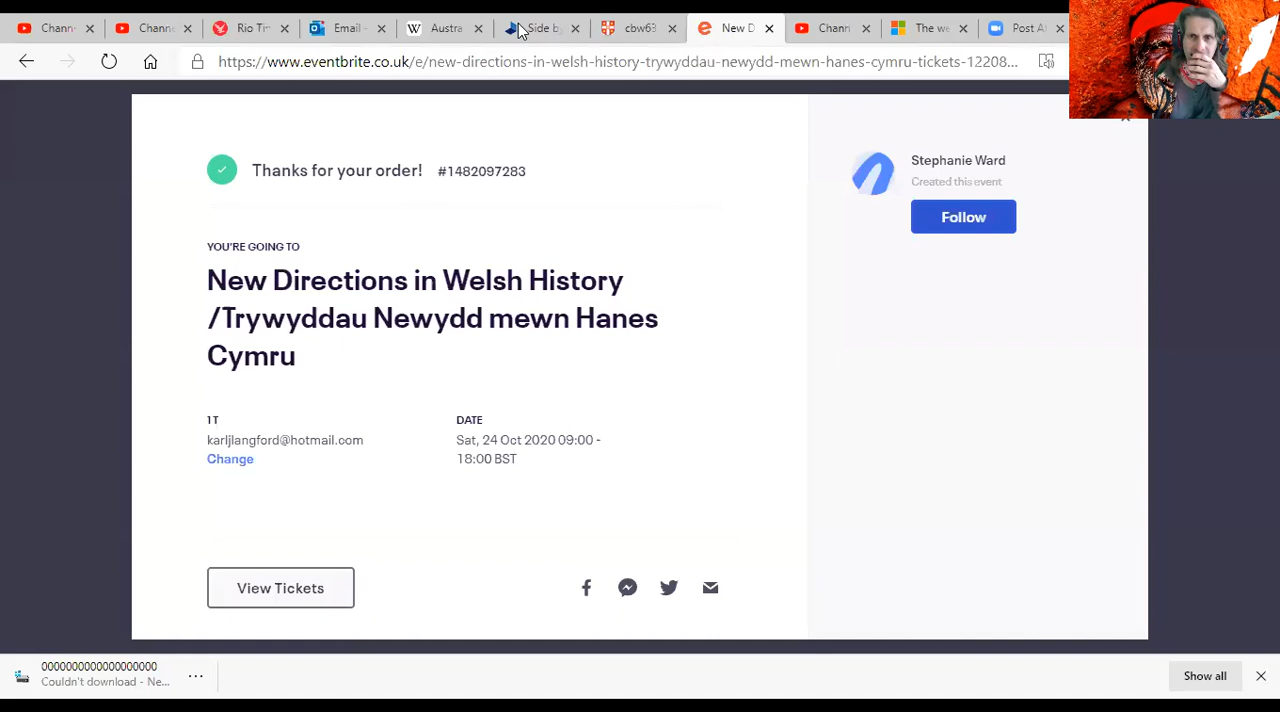 Chann
Chann
Rio Ti
Email -
Austra
Side b
cbw63
New D
Chann
The we
Post At
https://www.eventbrite.co.uk/e/new-directions-in-welsh-history-trywyddau-newydd-mewn-hanes-cymru-tickets-12208...
Thanks for your order! #1482097283
YOU'RE GOING TO
New Directions in Welsh History
/Trywyddau Newydd mewn Hanes
Cymru
1T
karljlangford@hotmail.com
Change
DATE
Sat, 24 Oct 2020 09:00 -
18:00 BST
View Tickets
Stephanie Ward
Created this event
Follow
0000000000000000000
Couldn't download - Ne...
Show all